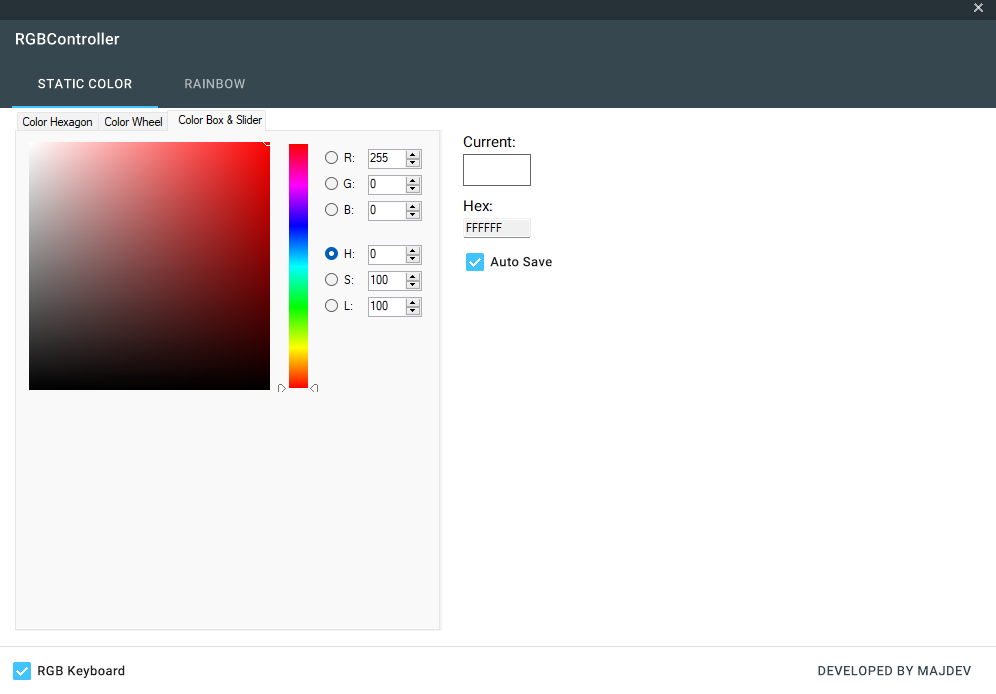 RGBController
STATIC COLOR RAINBOW
Color Hexagon Color Wheel Color Box & Slider
Current:
R: 255
G: 0
B: 0
Hex:
FFFFFF
H: 0
Auto Save
S: 100
L: 100
RGB Keyboard DEVELOPED BY MAJDEV